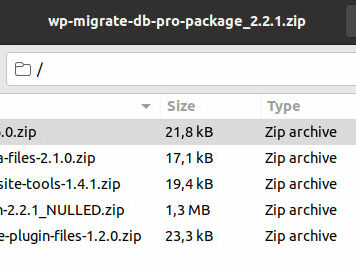 wp-migrate-db-pro-package_2.2.1.zip
/
Size Type
.0.zip 21,8 kB Zip archive
a-files-2.1.0.zip 17,1 kB Zip archive
site-tools-1.4.1.zip 19,4 kB Zip archive
-2.2.1_NULLED.zip 1,3 MB Zip archive
e-plugin-files-1.2.0.zip 23,3 kB Zip archive